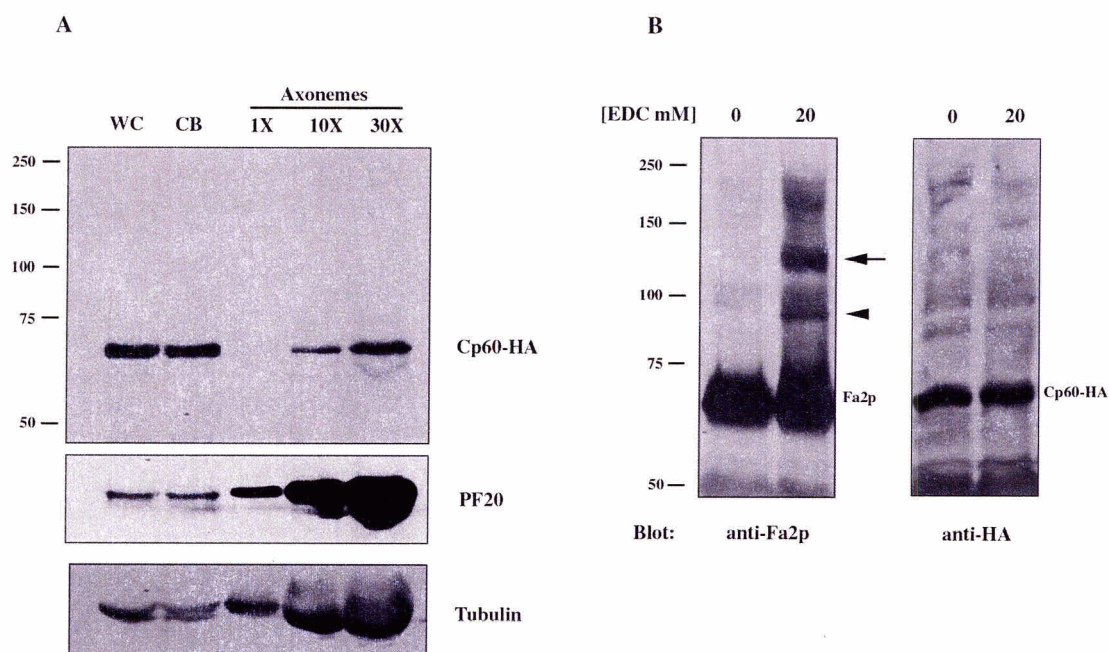 A
Axonemes
WC CB 1X 10X 30X
250
150
100
75
50
Cp60-HA
PF20
Tubulin
B
[EDC mM] 0 20 0 20
250
150
100
75
50
Fa2p
Cp60-HA
Blot: anti-Fa2p anti-HA